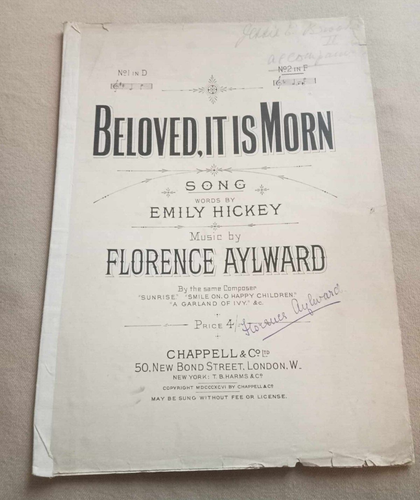 No1 IN D
No2 IN F
BELOVED, IT IS MORN
SONG
WORDS BY
EMILY HICKEY
Music by
FLORENCE AYLWARD
By the same Composer
"SUNRISE" "SMILE ON, O HAPPY CHILDREN"
"A GARLAND OF IVY," &c.
PRICE 4/
Florence Aylward
CHAPPELL & Co LTD
50, NEW BOND STREET, LONDON. W.
NEW YORK: T. B. HARMS & Co
COPYRIGHT MDCCCXCVI BY CHAPPELL & Co
MAY BE SUNG WITHOUT FEE OR LICENSE.